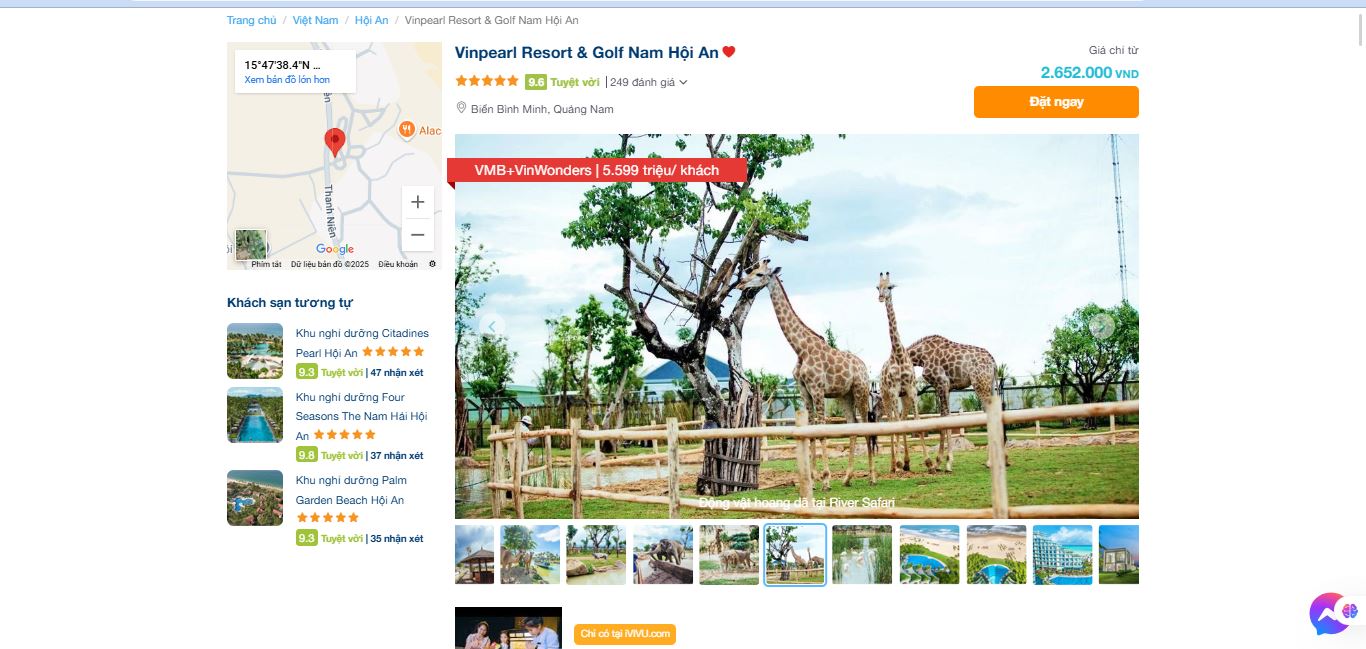 Trang chủ / Việt Nam / Hội An / Vinpearl Resort & Golf Nam Hội An
15°47'38.4"N ...
Xem bản đồ lớn hơn
Alac
Thanh Niên
Google
Phím tắt Dữ liệu bản đồ ©2025 Điều khoản
Vinpearl Resort & Golf Nam Hội An
9.6 Tuyệt vời | 249 đánh giá
Biển Bình Minh, Quảng Nam
Giá chỉ từ
2.652.000 VND
Đặt ngay
VMB+VinWonders | 5.599 triệu/ khách
Động vật hoang dã tại River Safari
Khách sạn tương tự
Khu nghỉ dưỡng Citadines
Pearl Hội An
9.3 Tuyệt vời | 47 nhận xét
Khu nghỉ dưỡng Four
Seasons The Nam Hải Hội
An
9.8 Tuyệt vời | 37 nhận xét
Khu nghỉ dưỡng Palm
Garden Beach Hội An
9.3 Tuyệt vời | 35 nhận xét
Chỉ có tại iVIVU.com